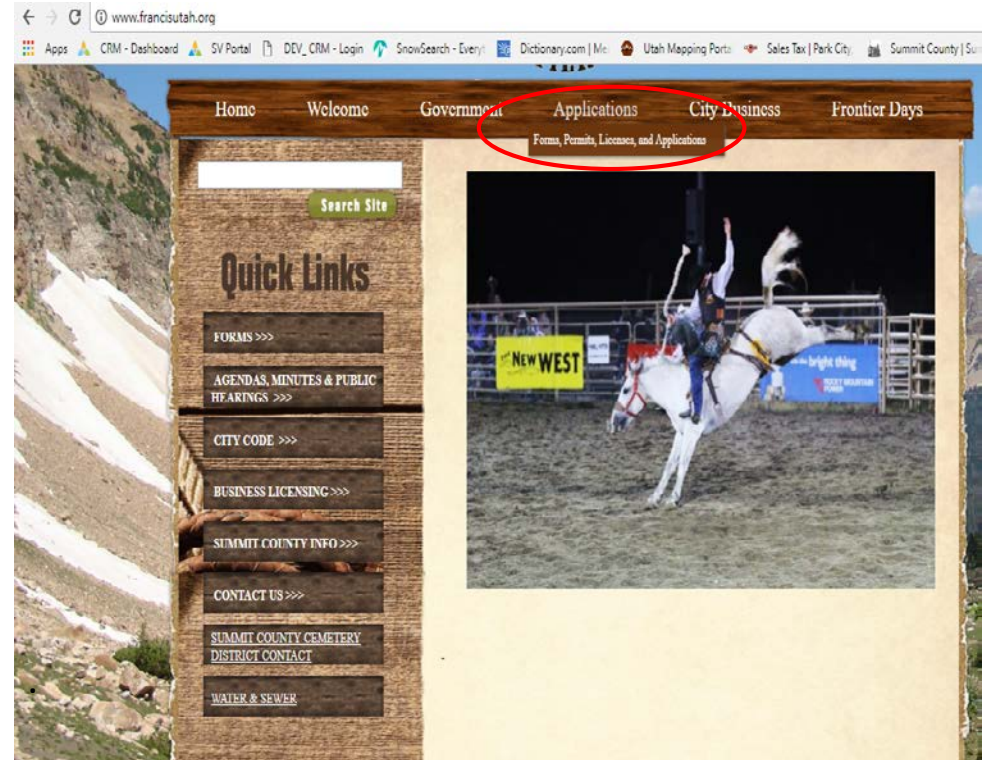 www.francisutah.org
Apps CRM - Dashboard SV Portal DEV_CRM - Login SnowSearch - Every Dictionary.com | Me Utah Mapping Porta Sales Tax | Park City, Summit County | Su
Home Welcome Government Applications City Business Frontier Days
Forms, Permits, Licenses, and Applications
Search Site
Quick Links
FORMS >>>
AGENDAS, MINUTES & PUBLIC
HEARINGS >>>
CITY CODE >>>
BUSINESS LICENSING >>>
SUMMIT COUNTY INFO >>>
CONTACT US >>>
SUMMIT COUNTY CEMETERY
DISTRICT CONTACT
WATER & SEWER
NEW WEST
bright thing
ROCKY MOUNTAIN
POWER